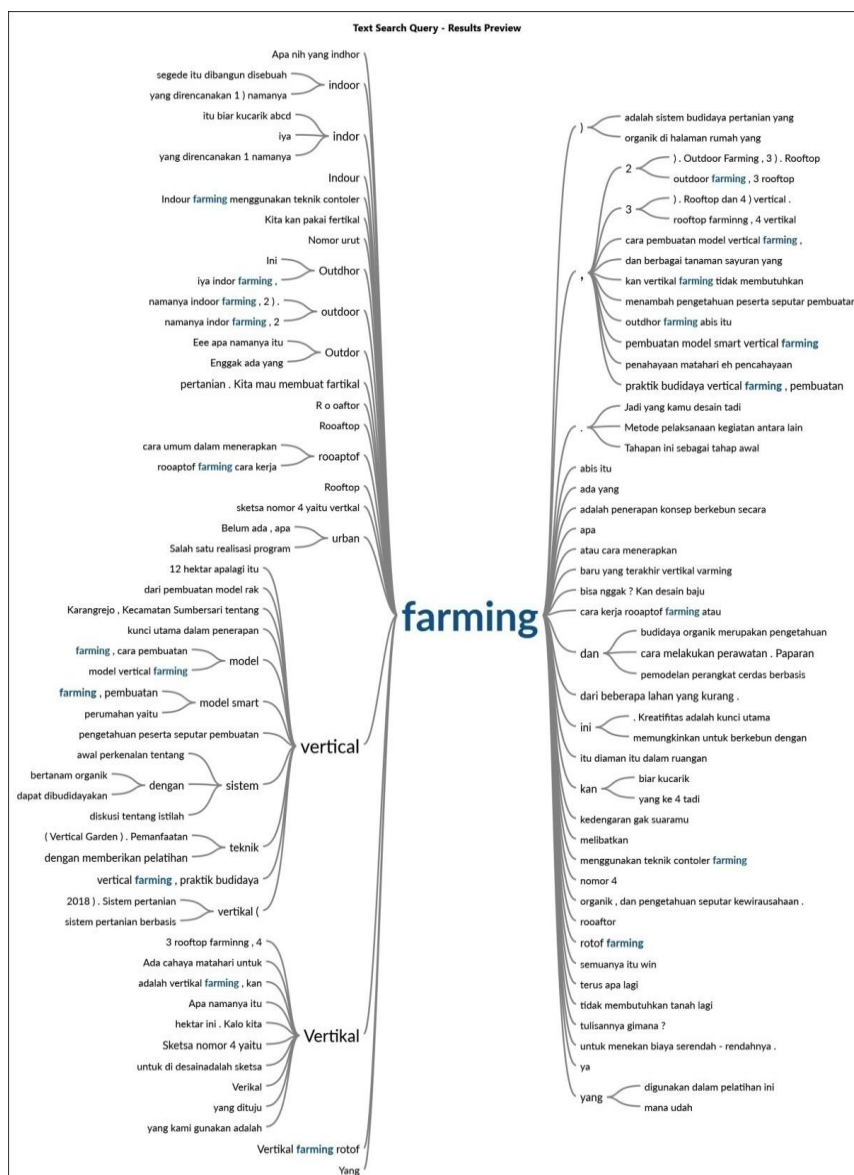 Text Search Query - Results Preview
Apa nih yang indhor
segede itu dibangun disebuah
yang direncanakan 1 ) namanya
indoor
itu biar kucarik abcd
iya
yang direncanakan 1 namanya
indor
Indour
Indour farming menggunakan teknik contoler
Kita kan pakai fertikal
Nomor urut
Ini
iya indor farming ,
Outdhor
namanya indoor farming , 2 ) .
namanya indor farming , 2
outdoor
Eee apa namanya itu
Enggak ada yang
Outdor
pertanian . Kita mau membuat fartikal
R o oaftor
Rooaftop
cara umum dalam menerapkan
rooaptof farming cara kerja
rooaptof
Rooftop
sketsa nomor 4 yaitu vertkal
Belum ada , apa
Salah satu realisasi program
urban
12 hektar apalagi itu
dari pembuatan model rak
Karangrejo , Kecamatan Sumbersari tentang
kunci utama dalam penerapan
farming , cara pembuatan
model vertical farming
model
farming , pembuatan
perumahan yaitu
model smart
pengetahuan peserta seputar pembuatan
awal perkenalan tentang
bertanam organik
dapat dibudidayakan
dengan
diskusi tentang istilah
sistem
( Vertical Garden ) . Pemanfaatan
dengan memberikan pelatihan
teknik
vertical farming , praktik budidaya
2018 ) . Sistem pertanian
sistem pertanian berbasis
vertikal (
vertical
3 rooftop farminng , 4
Ada cahaya matahari untuk
adalah vertikal farming , kan
Apa namanya itu
hektar ini . Kalo kita
Sketsa nomor 4 yaitu
untuk di desainadalah sketsa
Verikal
yang dituju
yang kami gunakan adalah
Vertikal
Vertikal farming rotof
Yang
farming
)
adalah sistem budidaya pertanian yang
organik di halaman rumah yang
,
2
) . Outdoor Farming , 3 ) . Rooftop
outdoor farming , 3 rooftop
3
) . Rooftop dan 4 ) vertical .
rooftop farminng , 4 vertikal
cara pembuatan model vertical farming ,
dan berbagai tanaman sayuran yang
kan vertikal farming tidak membutuhkan
menambah pengetahuan peserta seputar pembuatan
outdhor farming abis itu
pembuatan model smart vertical farming
penahayaan matahari eh pencahayaan
praktik budidaya vertical farming , pembuatan
.
Jadi yang kamu desain tadi
Metode pelaksanaan kegiatan antara lain
Tahapan ini sebagai tahap awal
abis itu
ada yang
adalah penerapan konsep berkebun secara
apa
atau cara menerapkan
baru yang terakhir vertikal varming
bisa nggak ? Kan desain baju
cara kerja rooaptof farming atau
dan
budidaya organik merupakan pengetahuan
cara melakukan perawatan . Paparan
pemodelan perangkat cerdas berbasis
dari beberapa lahan yang kurang .
ini
. Kreatifitas adalah kunci utama
memungkinkan untuk berkebun dengan
itu diaman itu dalam ruangan
kan
biar kucarik
yang ke 4 tadi
kedengaran gak suaramu
melibatkan
menggunakan teknik contoler farming
nomor 4
organik , dan pengetahuan seputar kewirausahaan .
rooaftor
rotof farming
semuanya itu win
terus apa lagi
tidak membutuhkan tanah lagi
tulisannya gimana ?
untuk menekan biaya serendah - rendahnya .
ya
yang
digunakan dalam pelatihan ini
mana udah